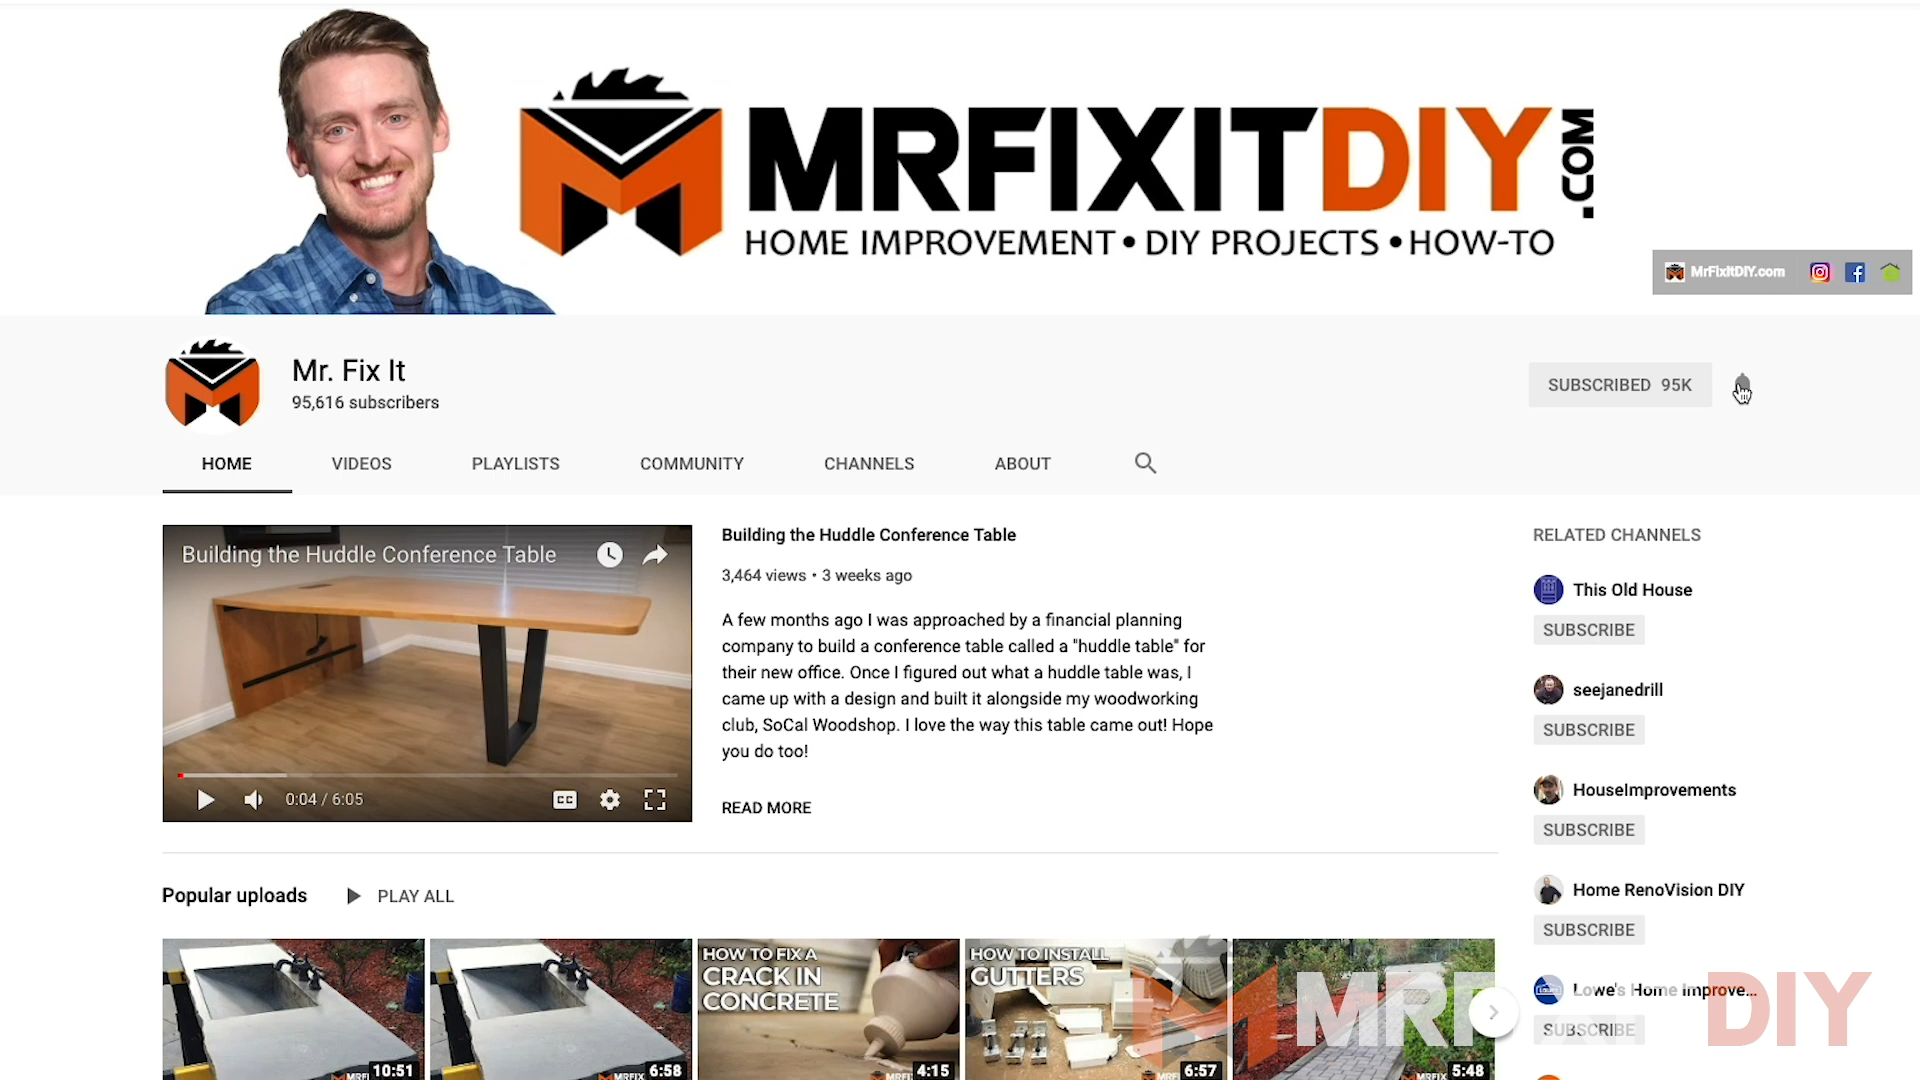 MRFIXITDIY.COM
HOME IMPROVEMENT • DIY PROJECTS • HOW-TO
MrFixItDIY.com
Mr. Fix It
95,616 subscribers
SUBSCRIBED 95K
HOME VIDEOS PLAYLISTS COMMUNITY CHANNELS ABOUT
Building the Huddle Conference Table
0:04 / 6:05
CC
Building the Huddle Conference Table
3,464 views • 3 weeks ago
A few months ago I was approached by a financial planning
company to build a conference table called a "huddle table" for
their new office. Once I figured out what a huddle table was, I
came up with a design and built it alongside my woodworking
club, SoCal Woodshop. I love the way this table came out! Hope
you do too!
READ MORE
RELATED CHANNELS
This Old House
SUBSCRIBE
seejanedrill
SUBSCRIBE
HouseImprovements
SUBSCRIBE
Home RenoVision DIY
SUBSCRIBE
Lowe's Home Improve...
SUBSCRIBE
Popular uploads PLAY ALL
10:51
6:58
HOW TO FIX A
CRACK IN
CONCRETE
4:15
HOW TO INSTALL
GUTTERS
6:57
5:48
DIY